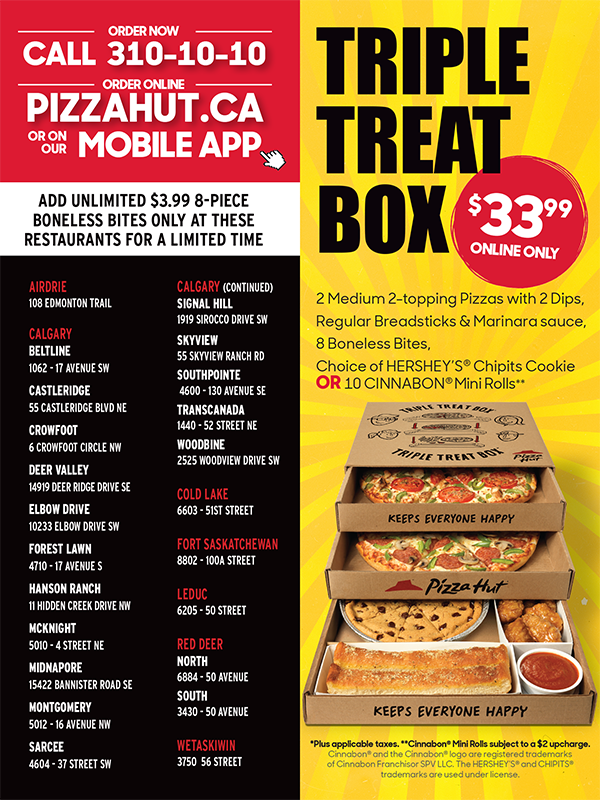 ORDER NOW
CALL 310-10-10
ORDER ONLINE
PIZZAHUT.CA
OR ON OUR MOBILE APP
ADD UNLIMITED $3.99 8-PIECE
BONELESS BITES ONLY AT THESE
RESTAURANTS FOR A LIMITED TIME
AIRDRIE
108 EDMONTON TRAIL
CALGARY
BELTLINE
1062 - 17 AVENUE SW
CASTLERIDGE
55 CASTLERIDGE BLVD NE
CROWFOOT
6 CROWFOOT CIRCLE NW
DEER VALLEY
14919 DEER RIDGE DRIVE SE
ELBOW DRIVE
10233 ELBOW DRIVE SW
FOREST LAWN
4710 - 17 AVENUE S
HANSON RANCH
11 HIDDEN CREEK DRIVE NW
MCKNIGHT
5010 - 4 STREET NE
MIDNAPORE
15422 BANNISTER ROAD SE
MONTGOMERY
5012 - 16 AVENUE NW
SARCEE
4604 - 37 STREET SW
CALGARY (CONTINUED)
SIGNAL HILL
1919 SIROCCO DRIVE SW
SKYVIEW
55 SKYVIEW RANCH RD
SOUTHPOINTE
4600 - 130 AVENUE SE
TRANSCANADA
1440 - 52 STREET NE
WOODBINE
2525 WOODVIEW DRIVE SW
COLD LAKE
6603 - 51ST STREET
FORT SASKATCHEWAN
8802 - 100A STREET
LEDUC
6205 - 50 STREET
RED DEER
NORTH
6884 - 50 AVENUE
SOUTH
3430 - 50 AVENUE
WETASKIWIN
3750 56 STREET
TRIPLE
TREAT
BOX
$33 99
ONLINE ONLY
2 Medium 2-topping Pizzas with 2 Dips,
Regular Breadsticks & Marinara sauce,
8 Boneless Bites,
Choice of HERSHEY'S® Chipits Cookie
OR 10 CINNABON® Mini Rolls**
TRIPLE TREAT BOX
TRIPLE TREAT BOX
Pizza Hut
KEEPS EVERYONE HAPPY
Pizza Hut
KEEPS EVERYONE HAPPY
*Plus applicable taxes. **Cinnabon® Mini Rolls subject to a $2 upcharge.
Cinnabon® and the Cinnabon® logo are registered trademarks
of Cinnabon Franchisor SPV LLC. The HERSHEY'S® and CHIPITS®
trademarks are used under license.